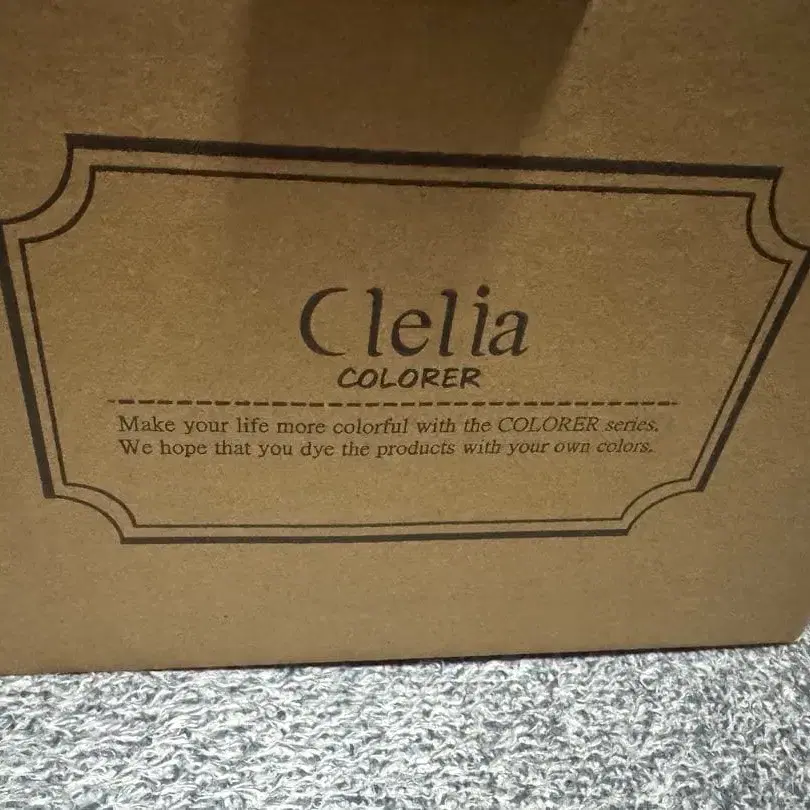 Clelia
COLORER
Make your life more colorful with the COLORER series.
We hope that you dye the products with your own colors.